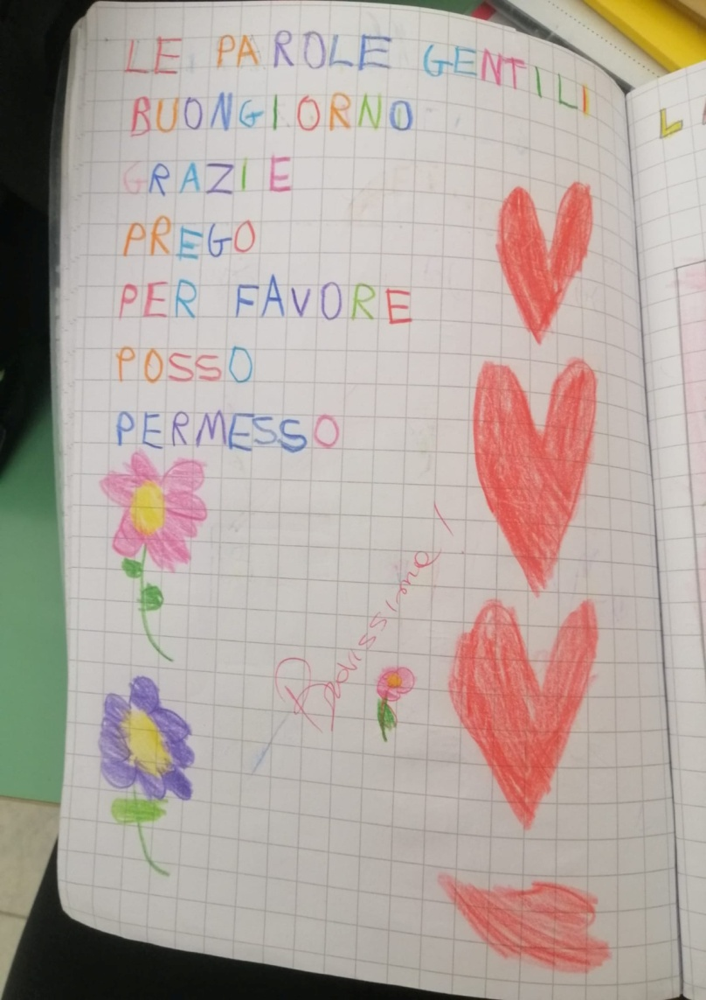 LE PAROLE GENTILI
BUONGIORNO
GRAZIE
PREGO
PER FAVORE
POSSO
PERMESSO
Bravissima!
L